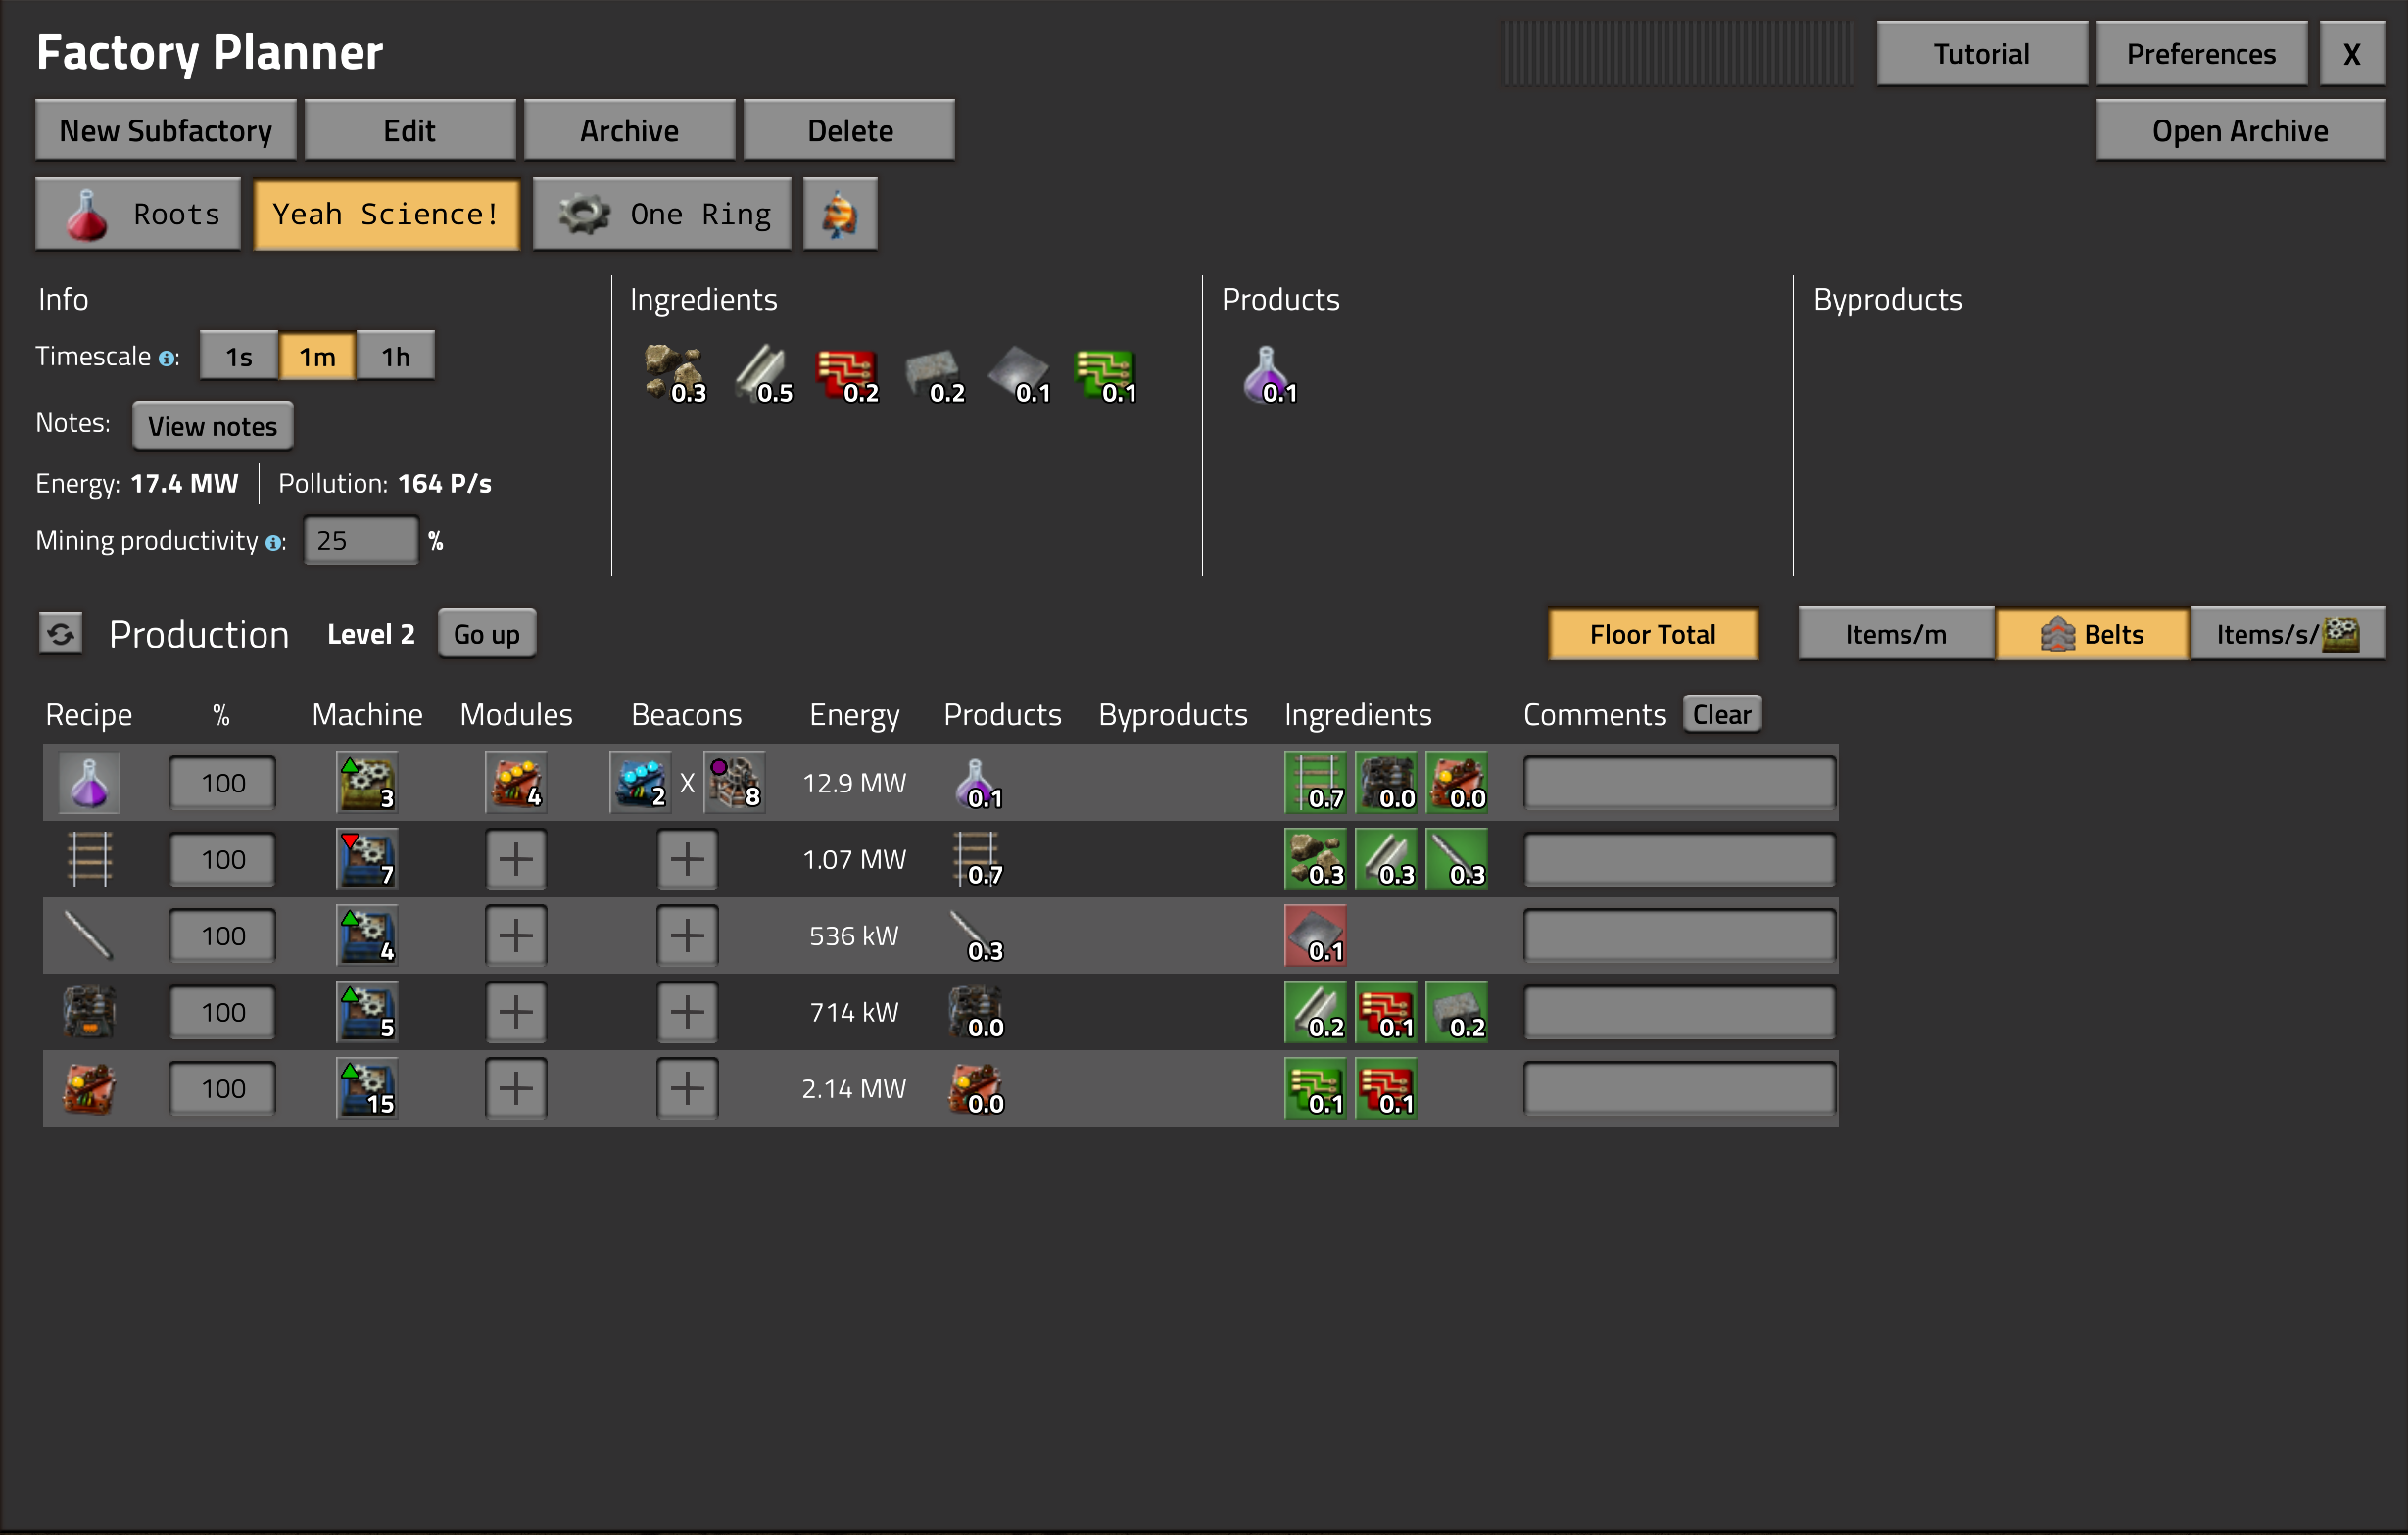 Factory Planner
Tutorial Preferences X
New Subfactory Edit Archive Delete Open Archive
Roots Yeah Science! One Ring
Info Ingredients Products Byproducts
Timescale : 1s 1m 1h
0.3 0.5 0.2 0.2 0.1 0.1 0.1
Notes: View notes
Energy: 17.4 MW Pollution: 164 P/s
Mining productivity : 25 %
Production Level 2 Go up Floor Total Items/m Belts Items/s/
Recipe % Machine Modules Beacons Energy Products Byproducts Ingredients Comments Clear
100 3 4 2 X 8 12.9 MW 0.1 0.7 0.0 0.0
100 7 1.07 MW 0.7 0.3 0.3 0.3
100 4 536 kW 0.3 0.1
100 5 714 kW 0.0 0.2 0.1 0.2
100 15 2.14 MW 0.0 0.1 0.1